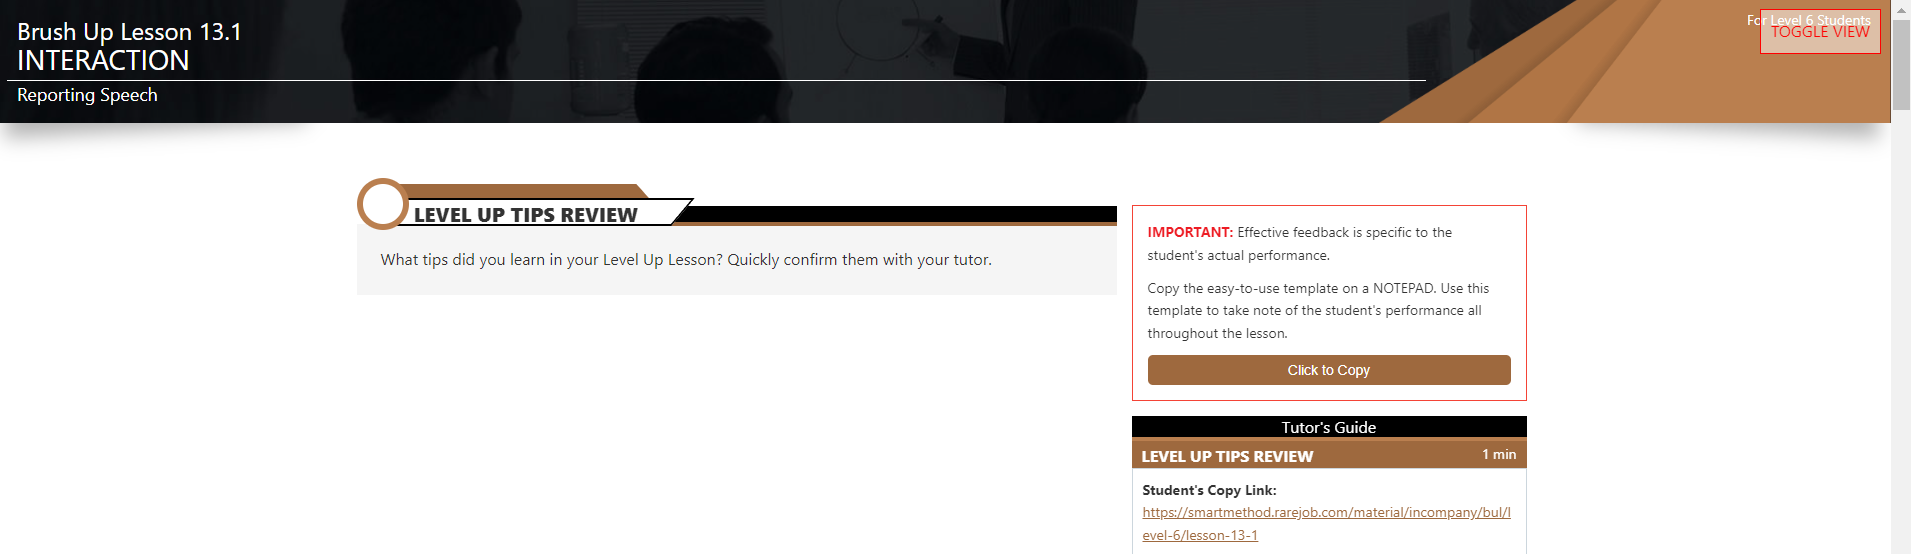 Brush Up Lesson 13.1
INTERACTION
Reporting Speech
For Level 6 Students
TOGGLE VIEW
LEVEL UP TIPS REVIEW
What tips did you learn in your Level Up Lesson? Quickly confirm them with your tutor.
IMPORTANT: Effective feedback is specific to the
student's actual performance.
Copy the easy-to-use template on a NOTEPAD. Use this
template to take note of the student's performance all
throughout the lesson.
Click to Copy
Tutor's Guide
LEVEL UP TIPS REVIEW 1 min
Student's Copy Link:
https://smartmethod.rarejob.com/material/incompany/bul/l
evel-6/lesson-13-1